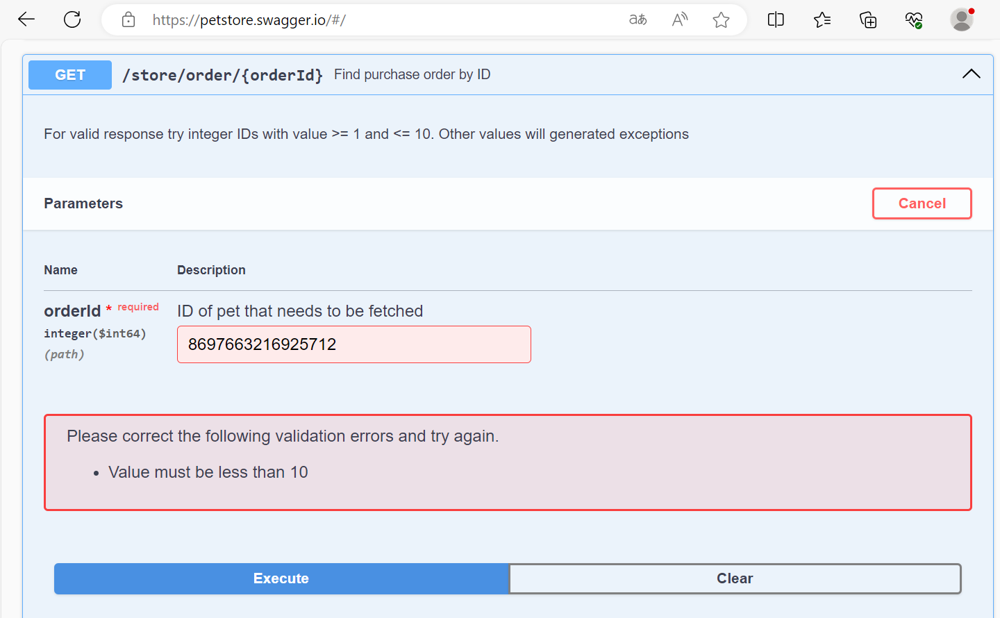 https://petstore.swagger.io/#/
aあ
A
GET /store/order/{orderId} Find purchase order by ID
For valid response try integer IDs with value >= 1 and <= 10. Other values will generated exceptions
Parameters
Cancel
Name Description
orderId * required ID of pet that needs to be fetched
integer($int64)
(path)
8697663216925712
Please correct the following validation errors and try again.
• Value must be less than 10
Execute Clear